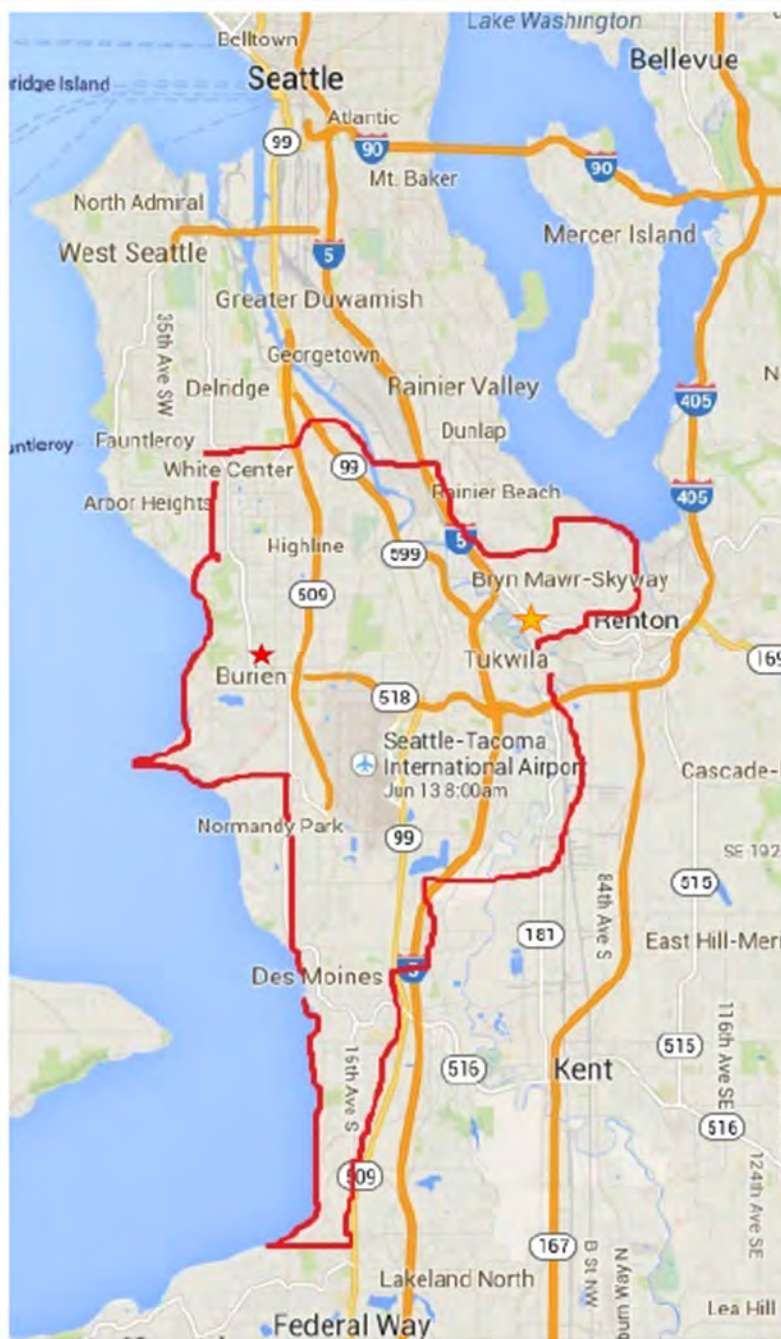 Lake Washington
Belltown
Bellevue
ridge Island
Seattle
Atlantic
99
90
90
Mt. Baker
North Admiral
Mercer Island
West Seattle
5
Greater Duwamish
35th Ave SW
Georgetown
N
Delridge
Rainier Valley
405
Dunlap
Fauntleroy
untleroy
White Center
99
Rainier Beach
405
Arbor Heights
5
Highline
599
Bryn Mawr-Skyway
509
Renton
Tukwila
169
Burien
518
Seattle-Tacoma
International Airport
Jun 13 8:00am
Cascade-
Normandy Park
99
SE 192
515
84th Ave S
181
East Hill-Meri
Des Moines
5
116th Ave SE
515
16th Ave S
516
Kent
516
124th Ave SE
509
167
B St NW
Lakeland North
Lea Hill
Federal Way